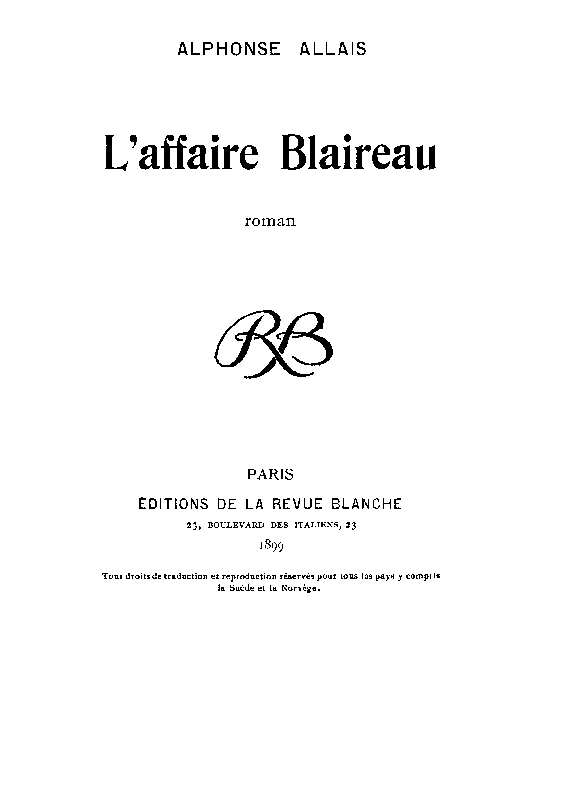 ALPHONSE ALLAIS
L'affaire Blaireau
roman
RB
PARIS
ÉDITIONS DE LA REVUE BLANCHE
23, BOULEVARD DES ITALIENS, 23
1899
Tous droits de traduction et reproduction réservés pour tous les pays y compris
la Suède et la Norvège.